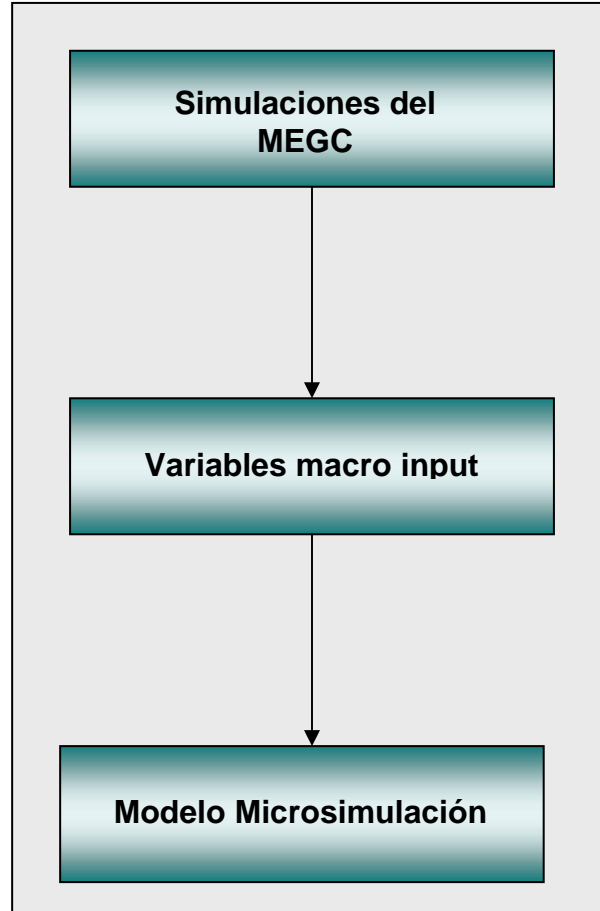 Simulaciones del
MEGC
Variables macro input
Modelo Microsimulación